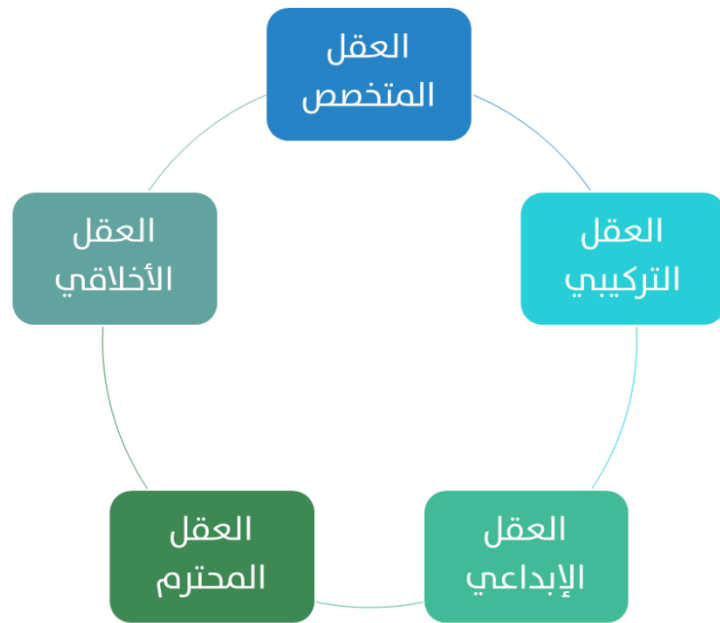 العقل
المتخصص
العقل
التركيبي
العقل
الإبداعي
العقل
المحترم
العقل
الأخلاقي